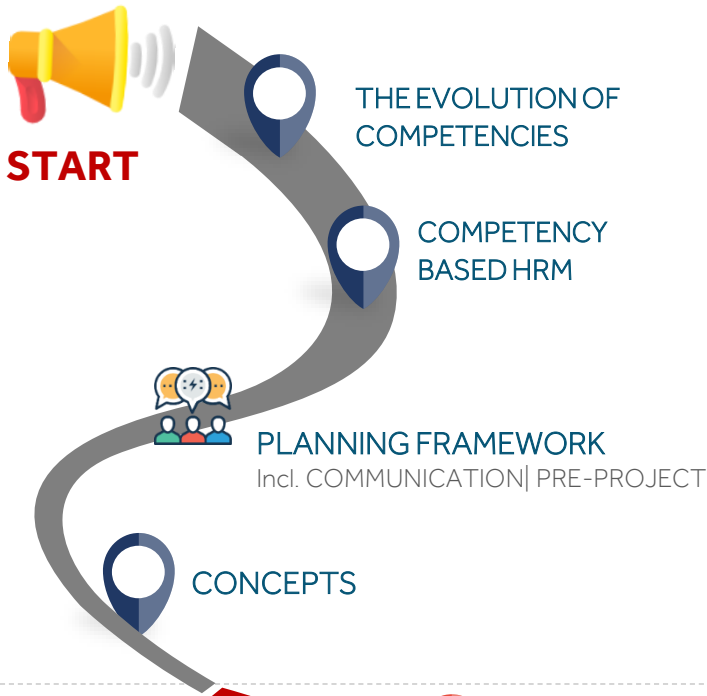 START
THE EVOLUTION OF
COMPETENCIES
COMPETENCY
BASED HRM
PLANNING FRAMEWORK
Incl. COMMUNICATION| PRE-PROJECT
CONCEPTS